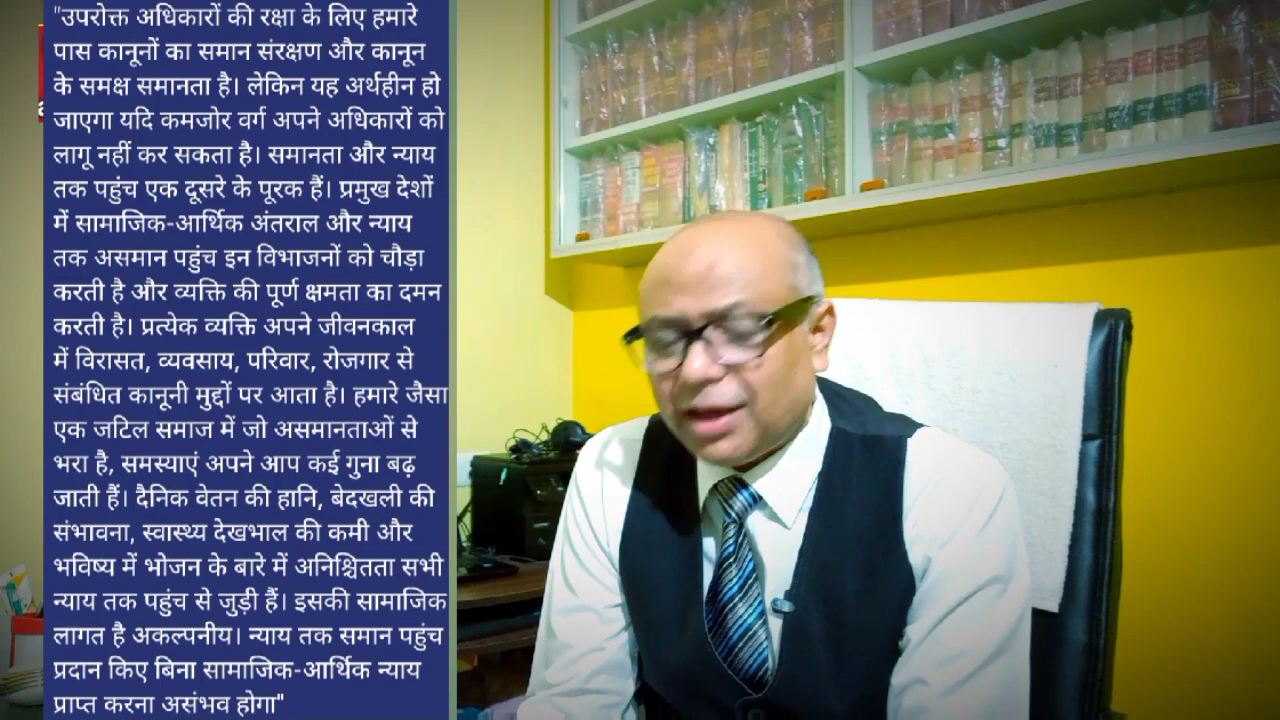 "उपरोक्त अधिकारों की रक्षा के लिए हमारे
पास कानूनों का समान संरक्षण और कानून
के समक्ष समानता है। लेकिन यह अर्थहीन हो
जाएगा यदि कमजोर वर्ग अपने अधिकारों को
लागू नहीं कर सकता है। समानता और न्याय
तक पहुंच एक दूसरे के पूरक हैं। प्रमुख देशों
में सामाजिक-आर्थिक अंतराल और न्याय
तक असमान पहुंच इन विभाजनों को चौड़ा
करती है और व्यक्ति की पूर्ण क्षमता का दमन
करती है। प्रत्येक व्यक्ति अपने जीवनकाल
में विरासत, व्यवसाय, परिवार, रोजगार से
संबंधित कानूनी मुद्दों पर आता है। हमारे जैसा
एक जटिल समाज में जो असमानताओं से
भरा है, समस्याएं अपने आप कई गुना बढ़
जाती हैं। दैनिक वेतन की हानि, बेदखली की
संभावना, स्वास्थ्य देखभाल की कमी और
भविष्य में भोजन के बारे में अनिश्चितता सभी
न्याय तक पहुंच से जुड़ी हैं। इसकी सामाजिक
लागत है अकल्पनीय। न्याय तक समान पहुंच
प्रदान किए बिना सामाजिक-आर्थिक न्याय
प्राप्त करना असंभव होगा"